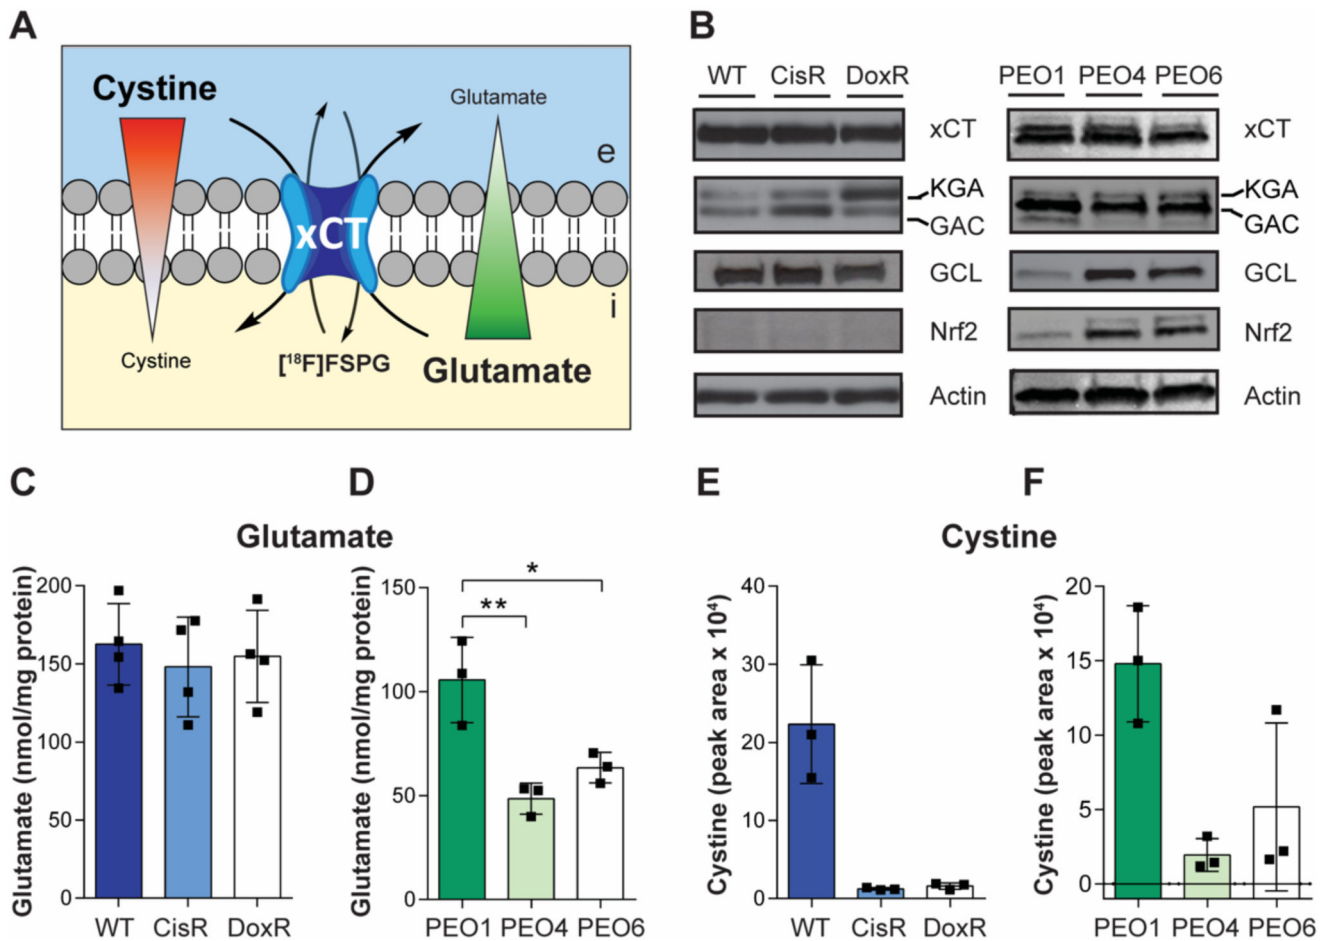 A
Cystine
Glutamate
e
xCT
i
Cystine
[¹⁸F]FSPG
Glutamate
B
WT CisR DoxR
xCT
KGA
GAC
GCL
Nrf2
Actin
PEO1 PEO4 PEO6
xCT
KGA
GAC
GCL
Nrf2
Actin
C
D
Glutamate
Glutamate (nmol/mg protein)
200
150
100
50
0
WT CisR DoxR
Glutamate (nmol/mg protein)
150
100
50
0
*
**
PEO1 PEO4 PEO6
E
F
Cystine
Cystine (peak area x 10⁴)
40
30
20
10
0
WT CisR DoxR
Cystine (peak area x 10⁴)
20
15
10
5
0
PEO1 PEO4 PEO6